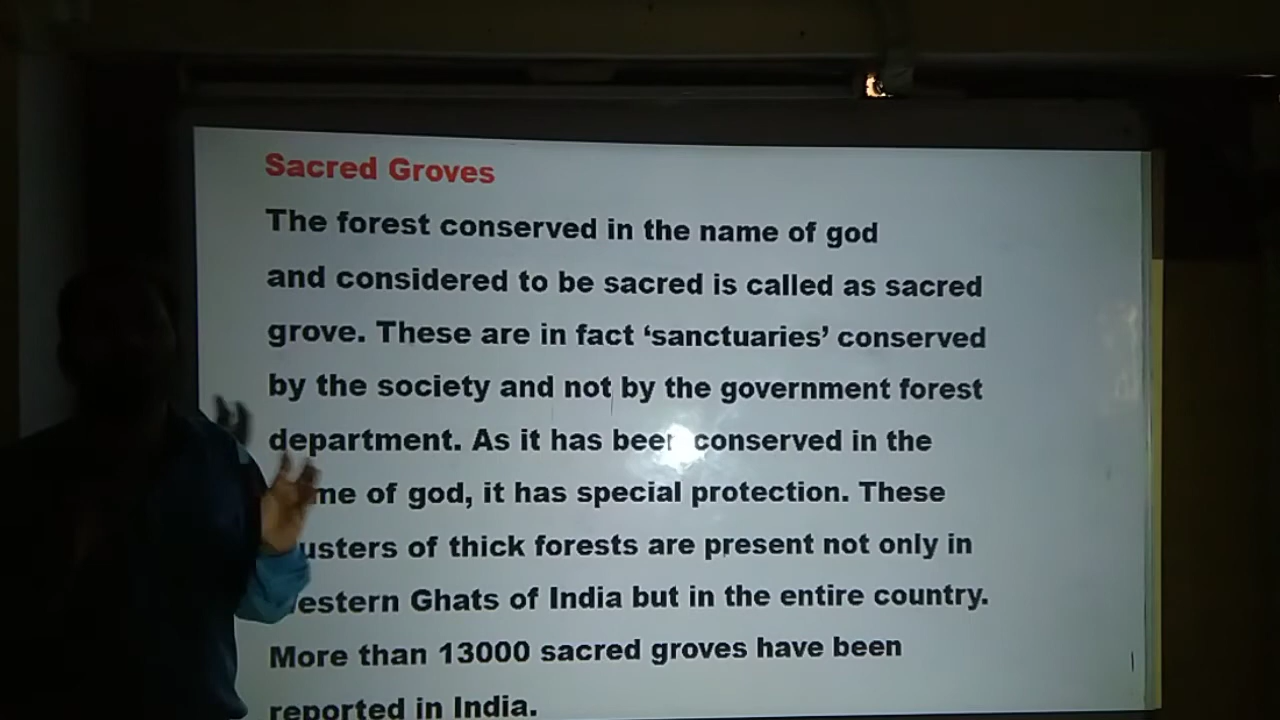 Sacred Groves
The forest conserved in the name of god
and considered to be sacred is called as sacred
grove. These are in fact ‘sanctuaries’ conserved
by the society and not by the government forest
department. As it has been conserved in the
me of god, it has special protection. These
usters of thick forests are present not only in
estern Ghats of India but in the entire country.
More than 13000 sacred groves have been
reported in India.